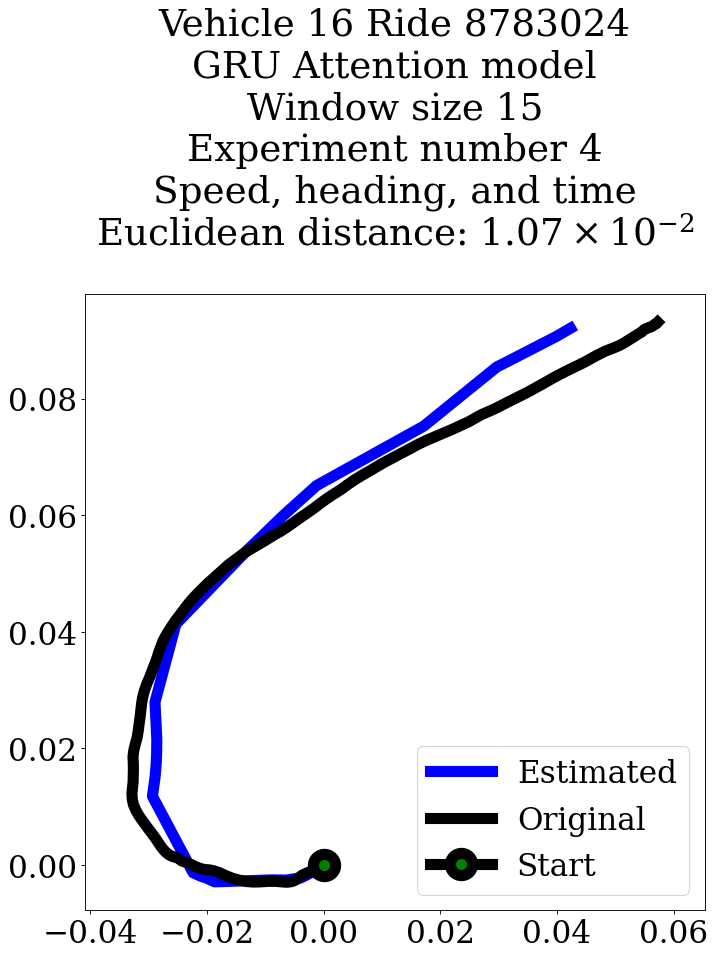 Vehicle 16 Ride 8783024
GRU Attention model
Window size 15
Experiment number 4
Speed, heading, and time
Euclidean distance: 1.07 × 10⁻²
0.08
0.06
0.04
0.02
0.00
Estimated
Original
Start
−0.04 −0.02 0.00 0.02 0.04 0.06